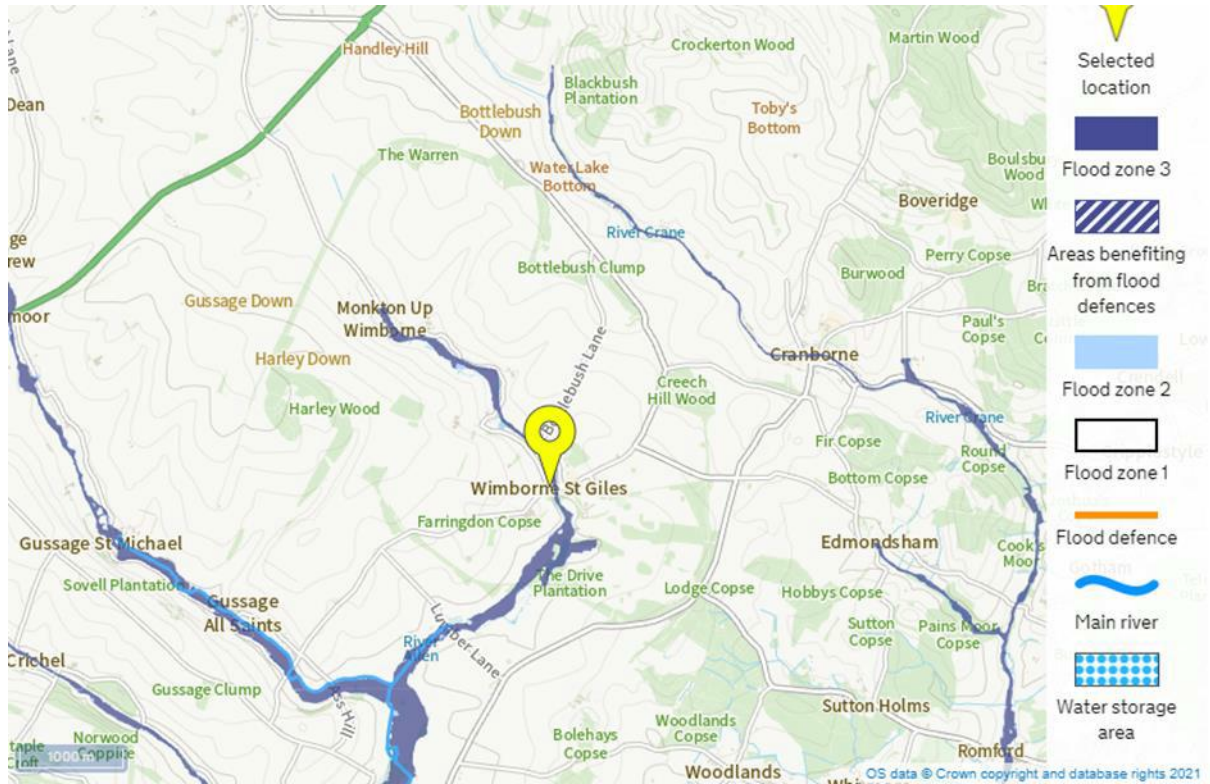 Lane
Handley Hill
Crockerton Wood
Martin Wood
Dean
Blackbush
Plantation
Bottlebush
Down
Toby's
Bottom
The Warren
Water Lake
Bottom
Boveridge
River Crane
Perry Copse
Burwood
Bottlebush Clump
Gussage Down
Monkton Up
Wimborne
moor
Paul's
Copse
Harley Down
Cranborne
Bottlebush Lane
Creech
Hill Wood
Harley Wood
River Crane
Fir Copse
Round
Copse
Bottom Copse
Wimborne St Giles
Farringdon Copse
Gussage St Michael
Edmondsham
Cook's
Moor
Sovell Plantation
The Drive
Plantation
Lodge Copse
Hobbys Copse
Gussage
All Saints
Lumber Lane
River
Allen
Sutton
Copse
Pains Moor
Copse
Crichel
Gussage Clump
Hill
Sutton Holms
Bolehays
Copse
Woodlands
Copse
Norwood
Coppice
Romford
1000 m
Woodlands
Selected
location
Flood zone 3
Areas benefiting
from flood
defences
Flood zone 2
Flood zone 1
Flood defence
Main river
Water storage
area
OS data © Crown copyright and database rights 2021